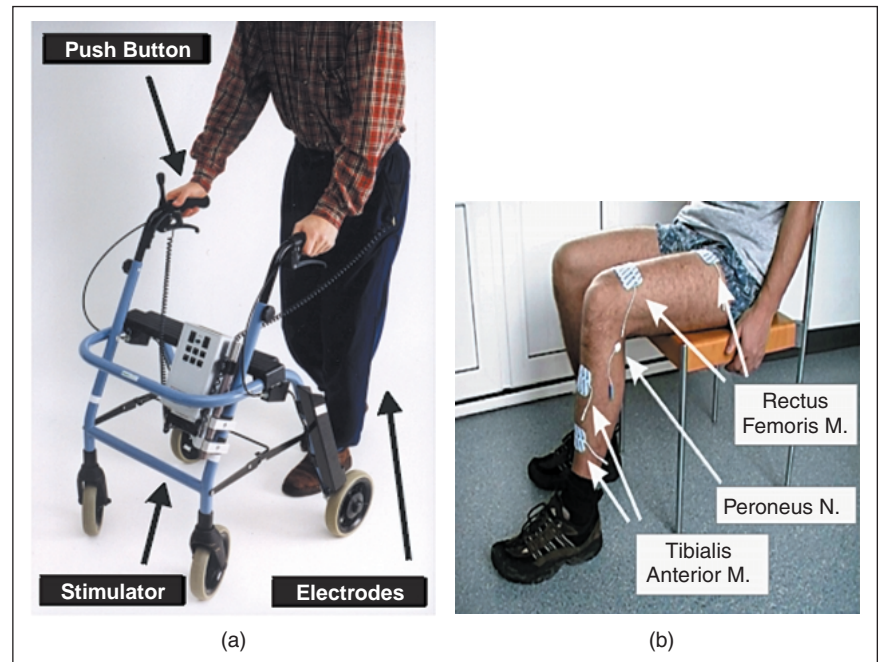 Push Button
Stimulator
Electrodes
(a)
Rectus
Femoris M.
Peroneus N.
Tibialis
Anterior M.
(b)